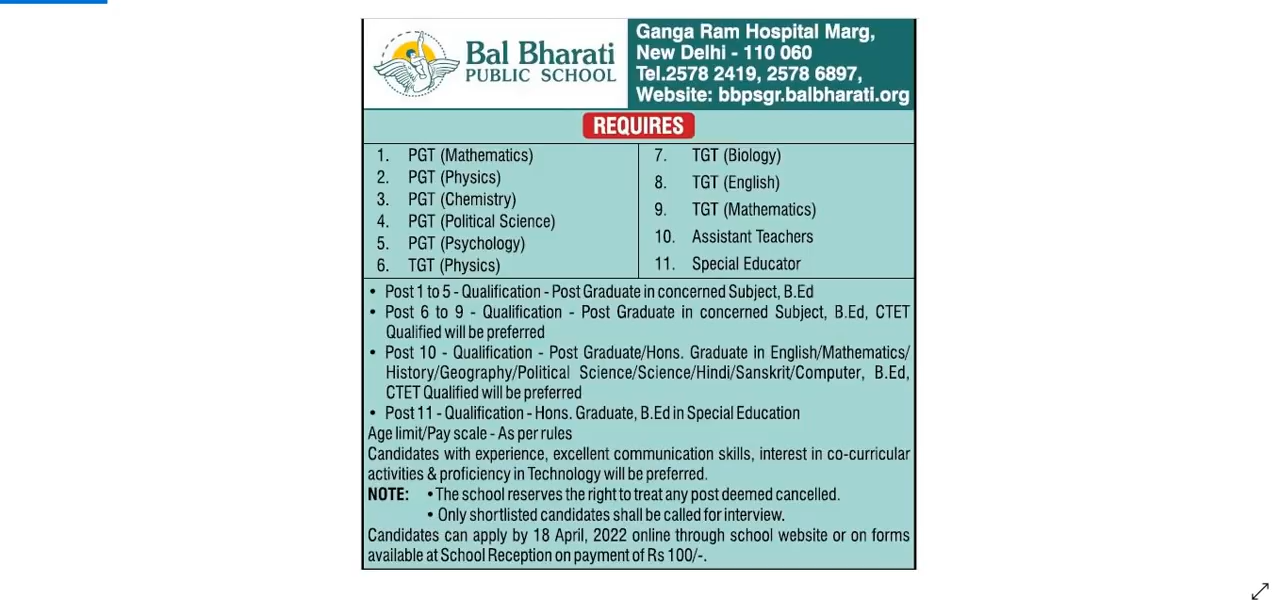 Bal Bharati
PUBLIC SCHOOL
Ganga Ram Hospital Marg,
New Delhi - 110 060
Tel.2578 2419, 2578 6897,
Website: bbpsgr.balbharati.org
REQUIRES
1. PGT (Mathematics)
2. PGT (Physics)
3. PGT (Chemistry)
4. PGT (Political Science)
5. PGT (Psychology)
6. TGT (Physics)
7. TGT (Biology)
8. TGT (English)
9. TGT (Mathematics)
10. Assistant Teachers
11. Special Educator
• Post 1 to 5 - Qualification - Post Graduate in concerned Subject, B.Ed
• Post 6 to 9 - Qualification - Post Graduate in concerned Subject, B.Ed, CTET
Qualified will be preferred
• Post 10 - Qualification - Post Graduate/Hons. Graduate in English/Mathematics/
History/Geography/Political Science/Science/Hindi/Sanskrit/Computer, B.Ed,
CTET Qualified will be preferred
• Post 11 - Qualification - Hons. Graduate, B.Ed in Special Education
Age limit/Pay scale - As per rules
Candidates with experience, excellent communication skills, interest in co-curricular
activities & proficiency in Technology will be preferred.
NOTE: • The school reserves the right to treat any post deemed cancelled.
• Only shortlisted candidates shall be called for interview.
Candidates can apply by 18 April, 2022 online through school website or on forms
available at School Reception on payment of Rs 100/-.